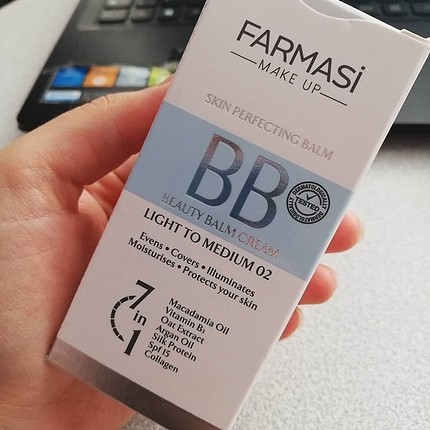 FARMASi
MAKE UP
SKIN PERFECTING BALM
BB
DERMATOLOGICALLY
TESTED
DERMATOLOGICALLY
BEAUTY BALM CREAM
LIGHT TO MEDIUM 02
Evens • Covers • Illuminates
Moisturises • Protects your skin
7 in 1
Macadamia Oil
Vitamin B₅
Oat Extract
Argan Oil
Silk Protein
Spf 15
Collagen